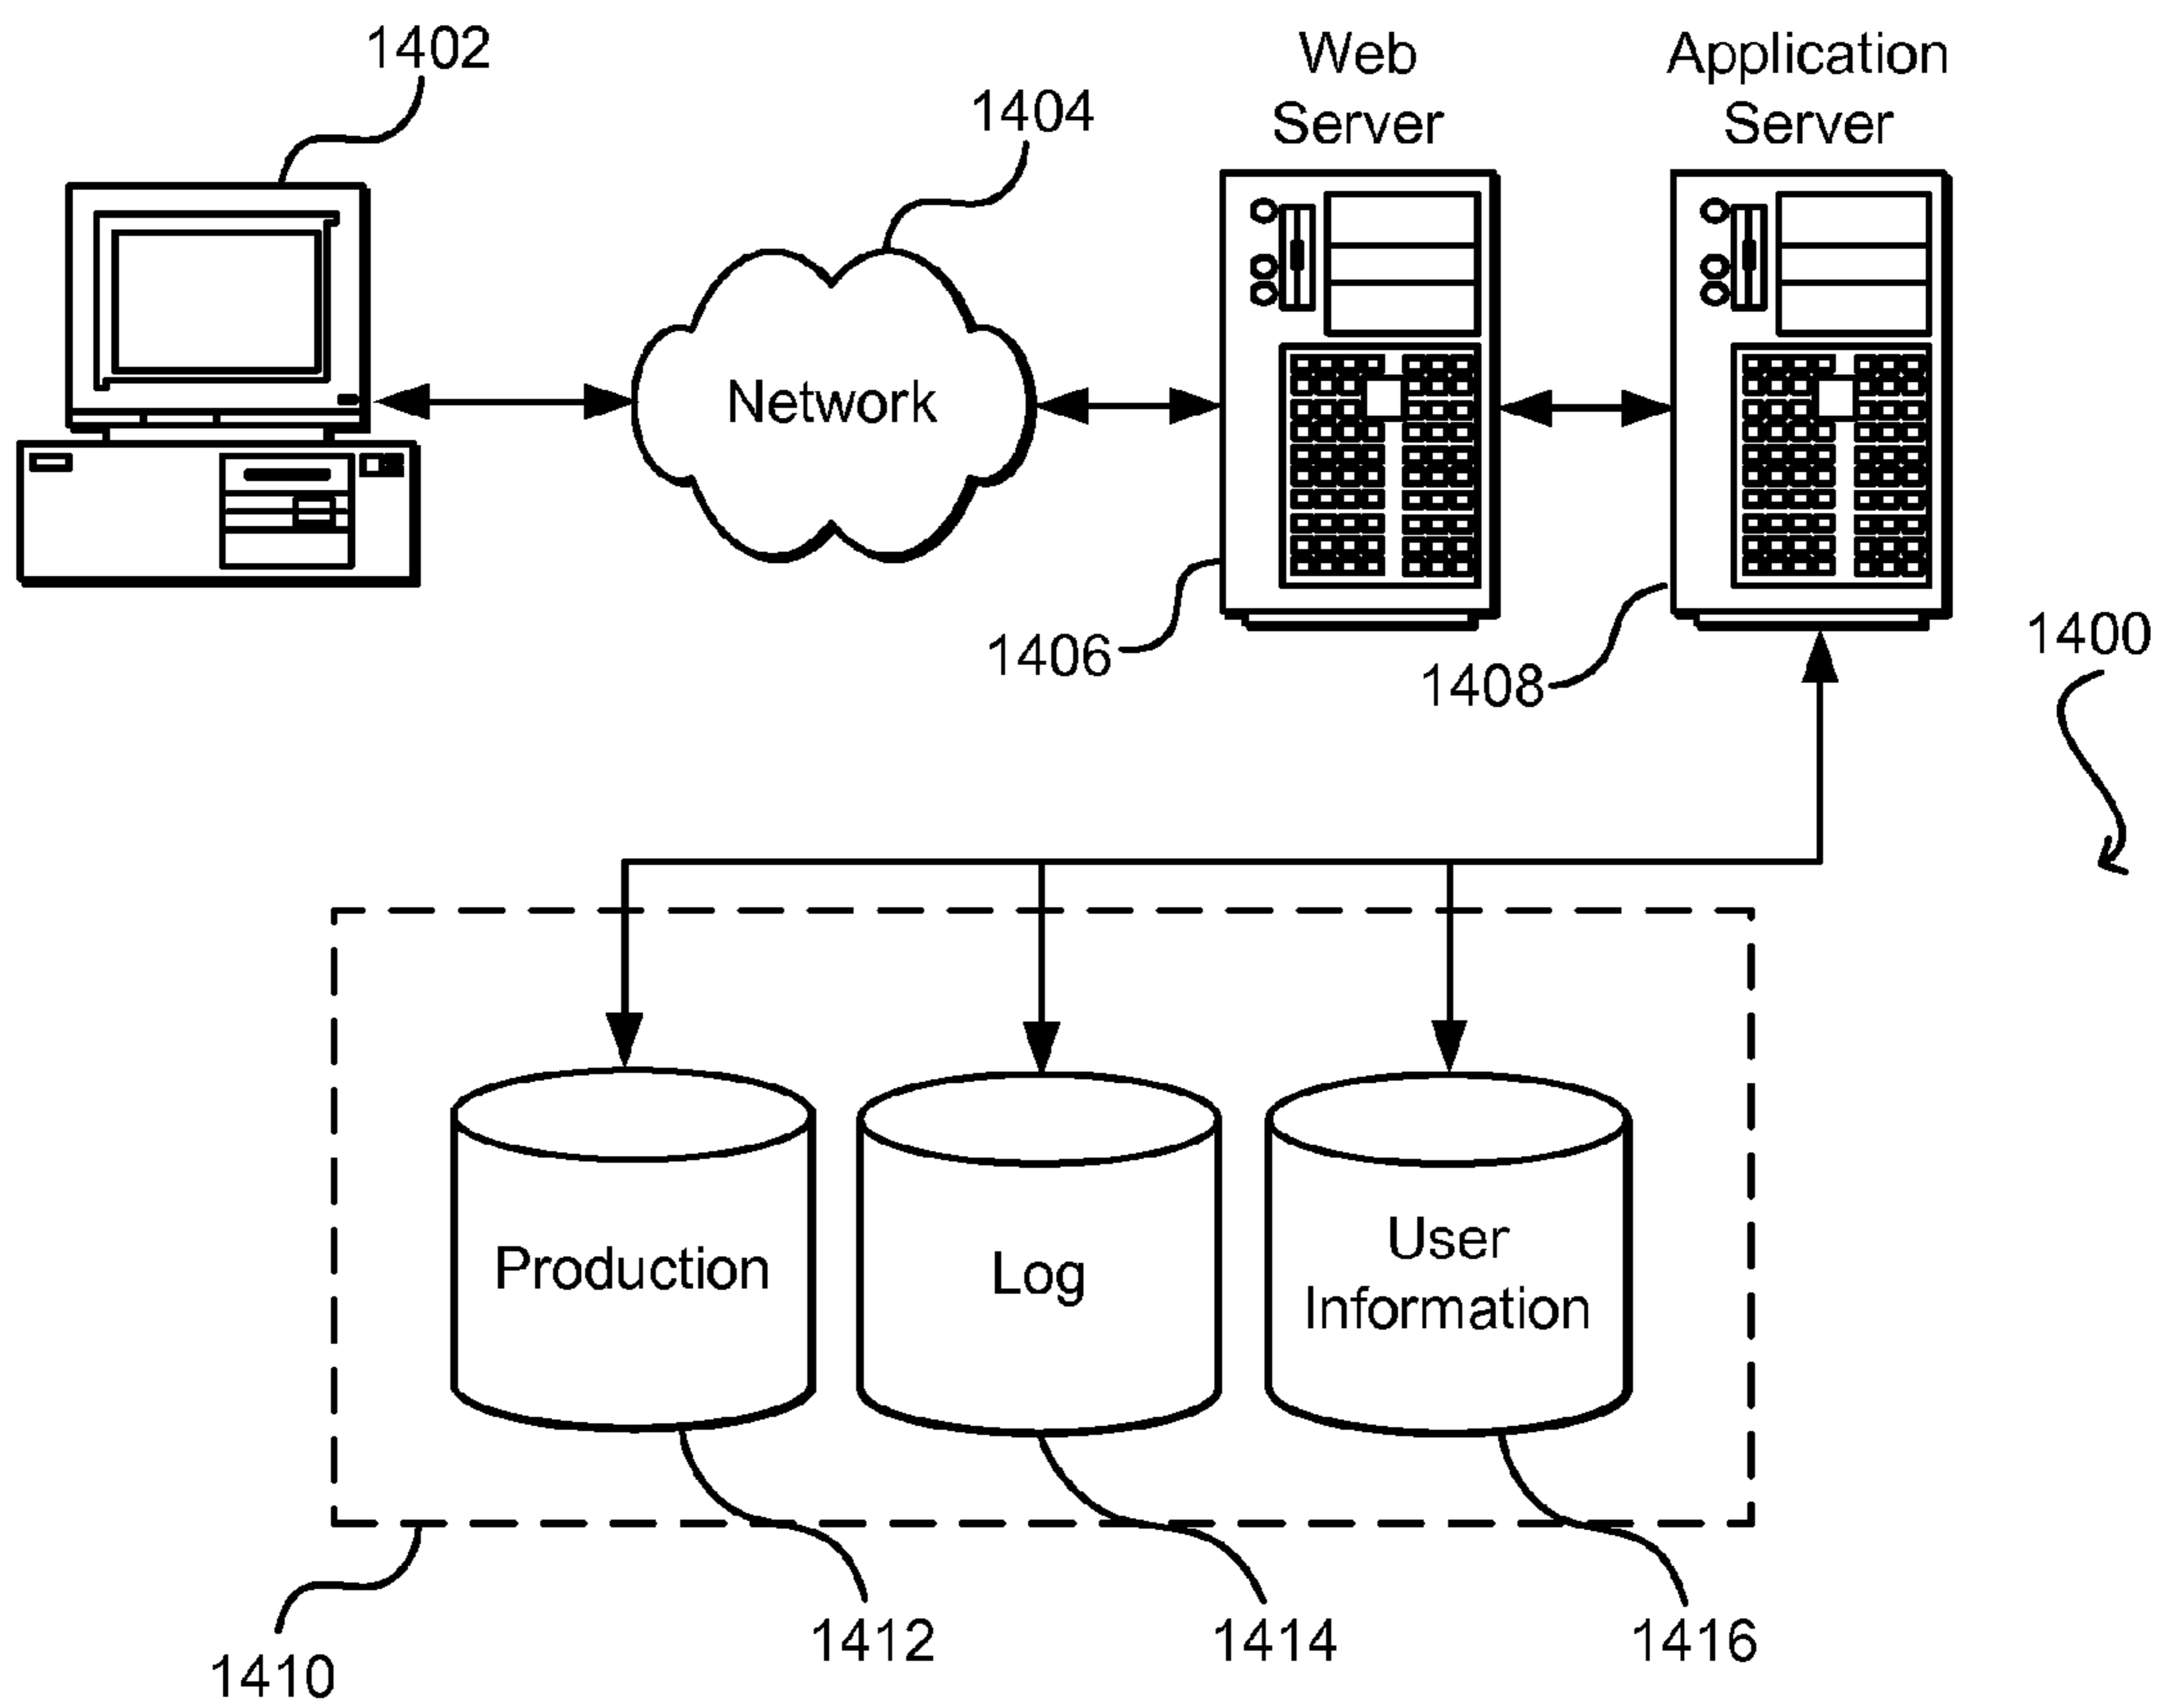 1402
1404
Web
Server
Application
Server
Network
1406
1408
1400
Production
Log
User
Information
1410
1412
1414
1416